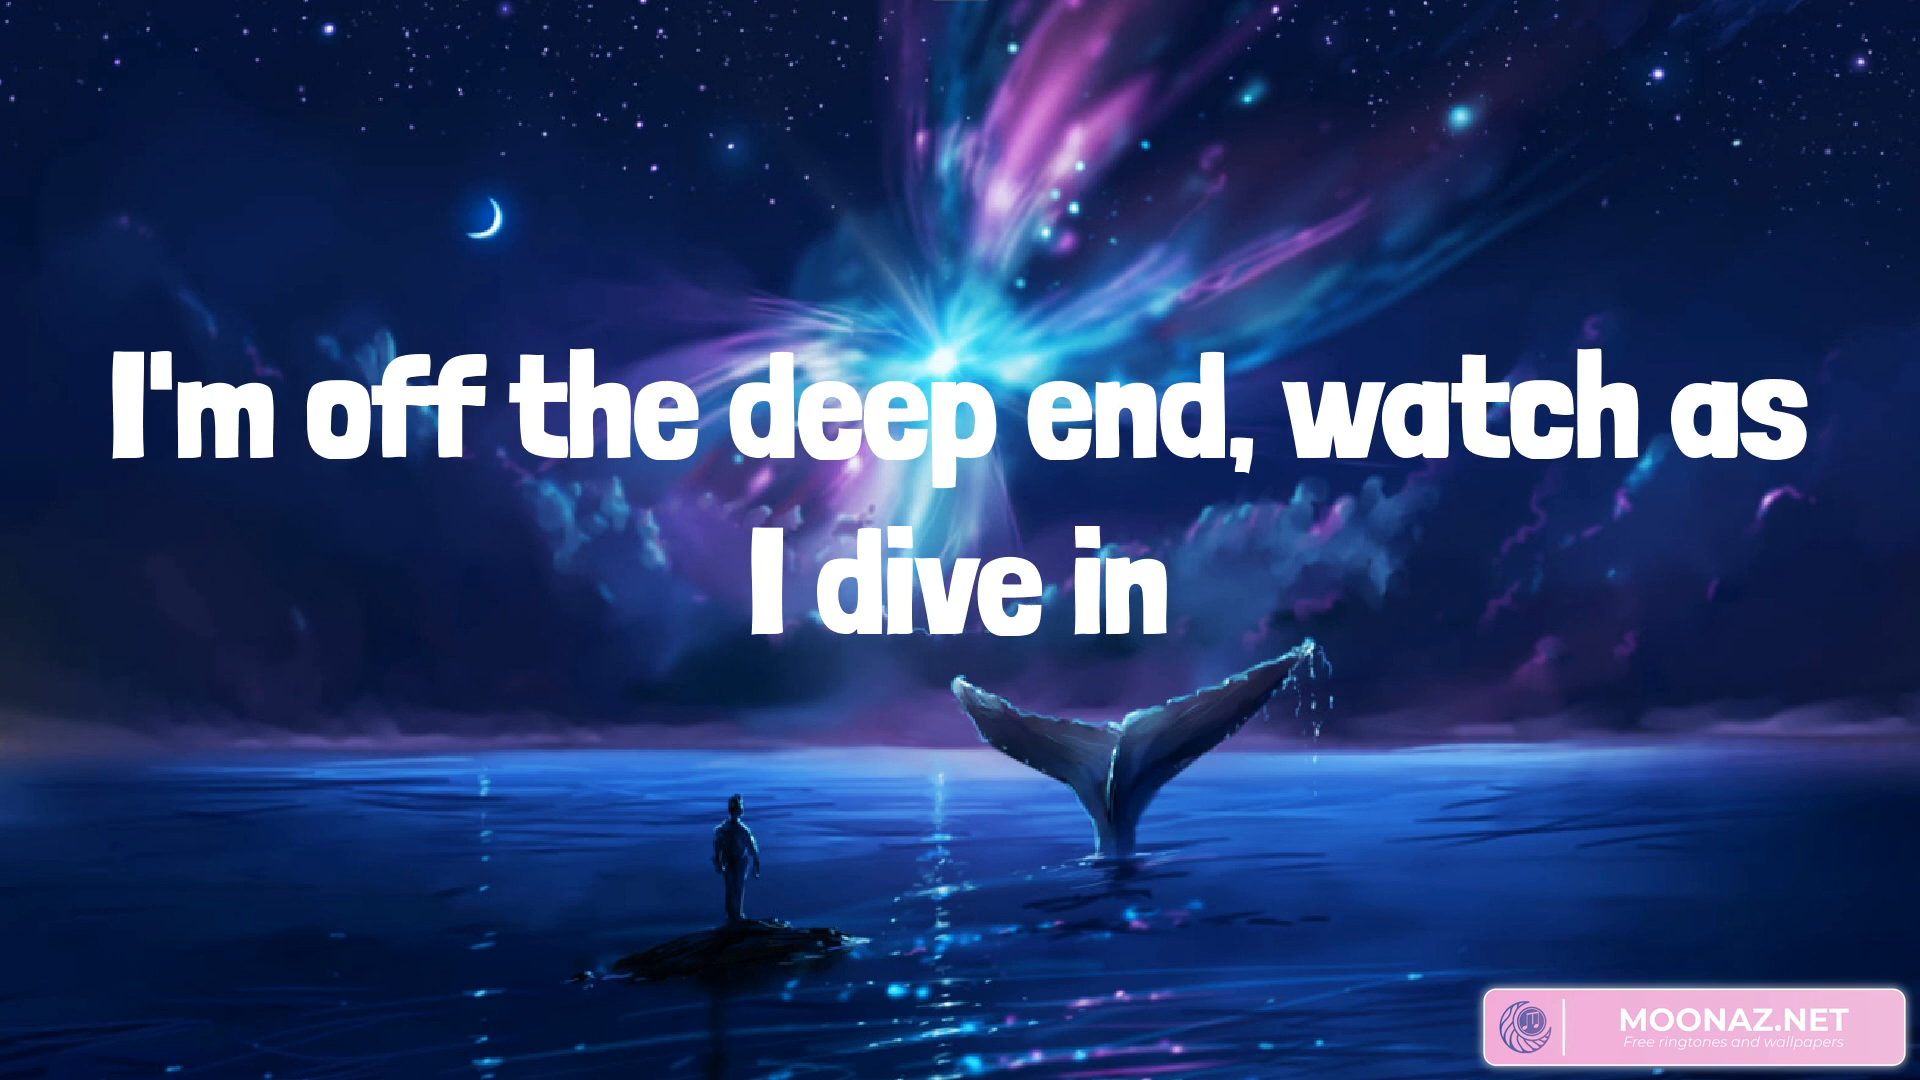 I'm off the deep end, watch as
I dive in
MOONAZ.NET
Free ringtones and wallpapers